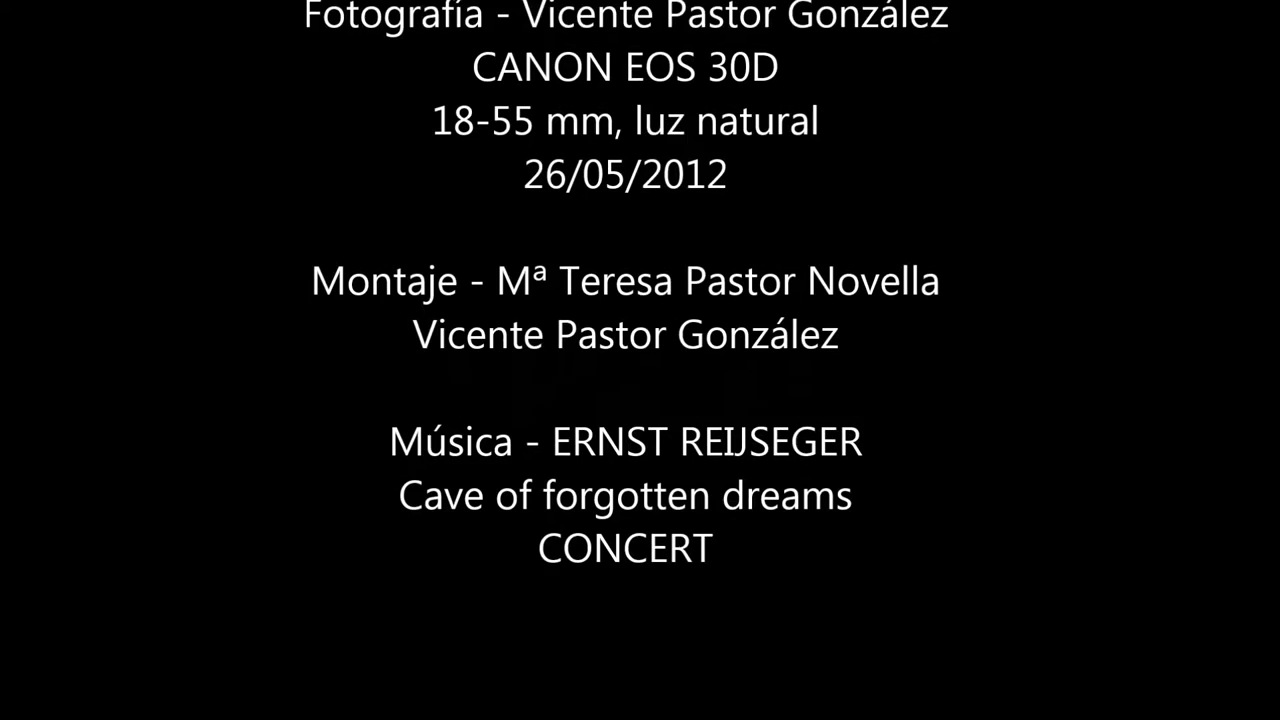 Fotografía - Vicente Pastor González
CANON EOS 30D
18-55 mm, luz natural
26/05/2012
Montaje - Mª Teresa Pastor Novella
Vicente Pastor González
Música - ERNST REIJSEGER
Cave of forgotten dreams
CONCERT